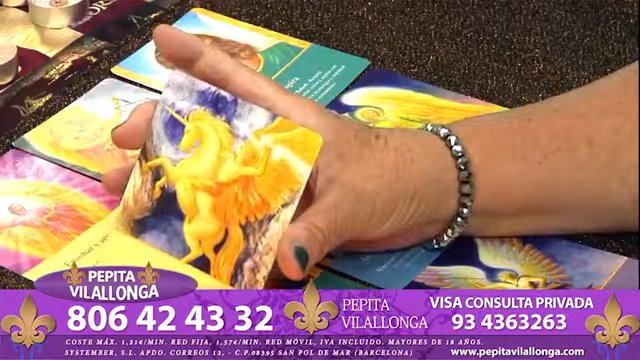 PEPITA
VILALLONGA
806 42 43 32
PEPITA
VILALLONGA
VISA CONSULTA PRIVADA
93 4363263
COSTE MÁX. 1,21€/MIN. RED FIJA, 1,57€/MIN. RED MÓVIL, IVA INCLUIDO. MAYORES DE 18 AÑOS.
SYSTEMBER, S.L. APDO. CORREOS 12, - C.P.08395 SAN POL DE MAR (BARCELONA)
www.pepitavilallonga.com